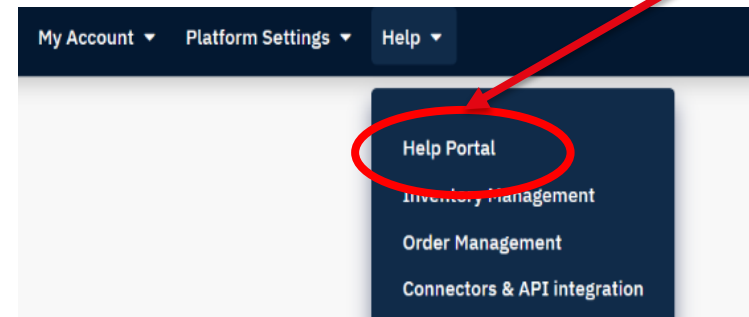 My Account Platform Settings Help
Help Portal
Inventory Management
Order Management
Connectors & API integration